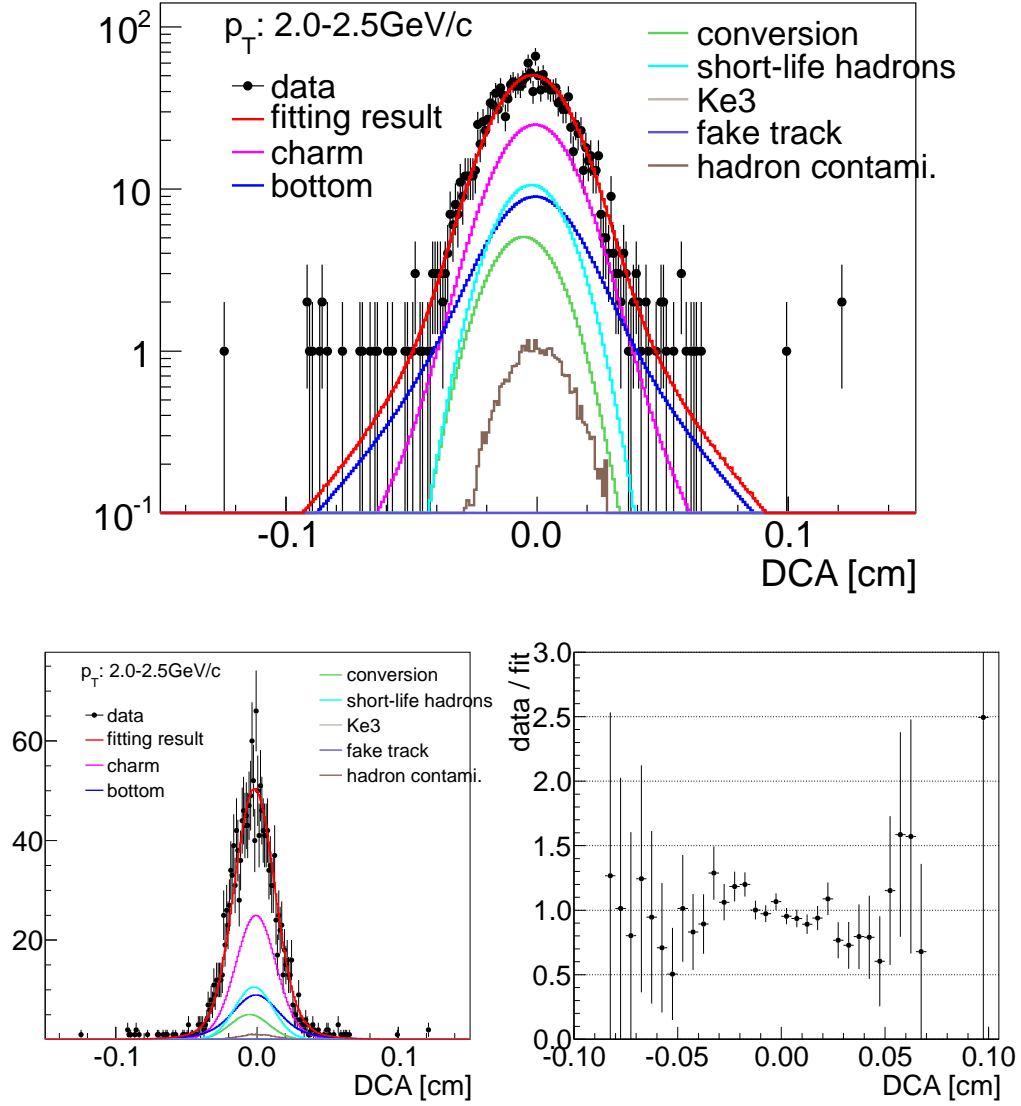 p_T: 2.0-2.5GeV/c
data
fitting result
charm
bottom
conversion
short-life hadrons
Ke3
fake track
hadron contami.
10^2
10
1
10^-1
-0.1
0.0
0.1
DCA [cm]
p_T: 2.0-2.5GeV/c
data
fitting result
charm
bottom
conversion
short-life hadrons
Ke3
fake track
hadron contami.
60
40
20
-0.1
0.0
0.1
DCA [cm]
data / fit
3.0
2.5
2.0
1.5
1.0
0.5
0.0
-0.10
-0.05
0.00
0.05
0.10
DCA [cm]